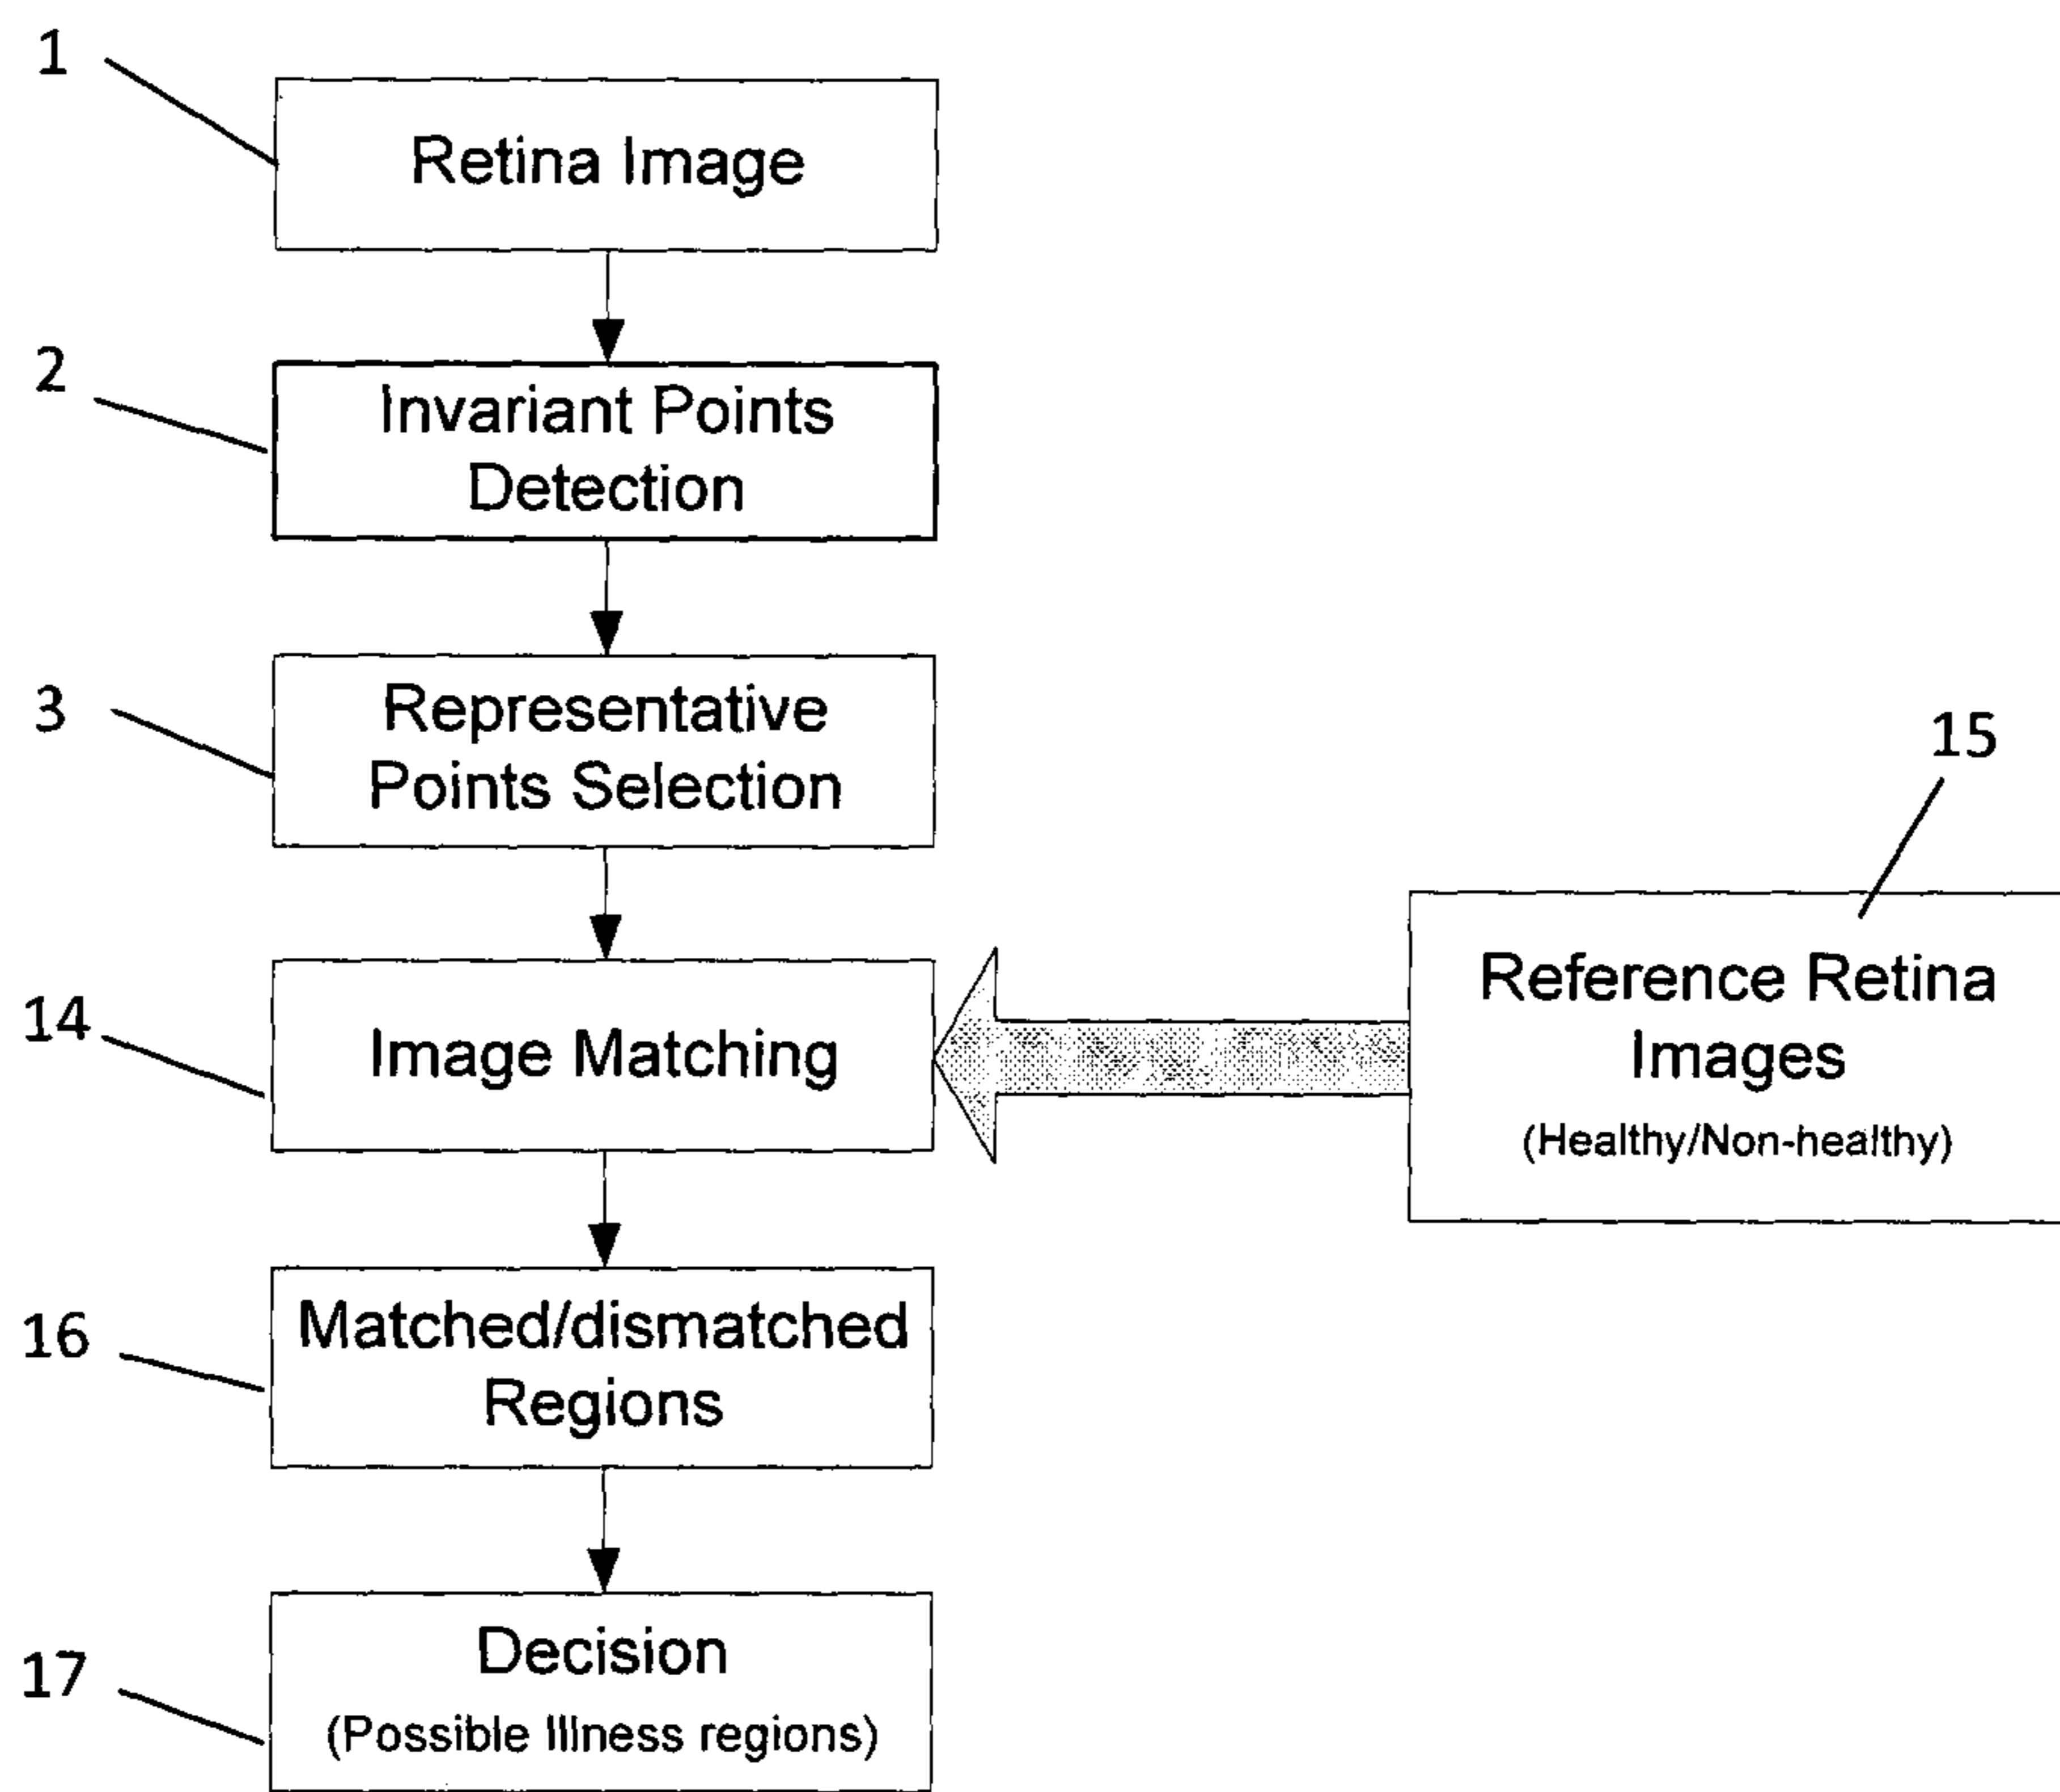 1
Retina Image
2
Invariant Points
Detection
3
Representative
Points Selection
15
14
Image Matching
Reference Retina
Images
(Healthy/Non-healthy)
16
Matched/dismatched
Regions
17
Decision
(Possible Illness regions)